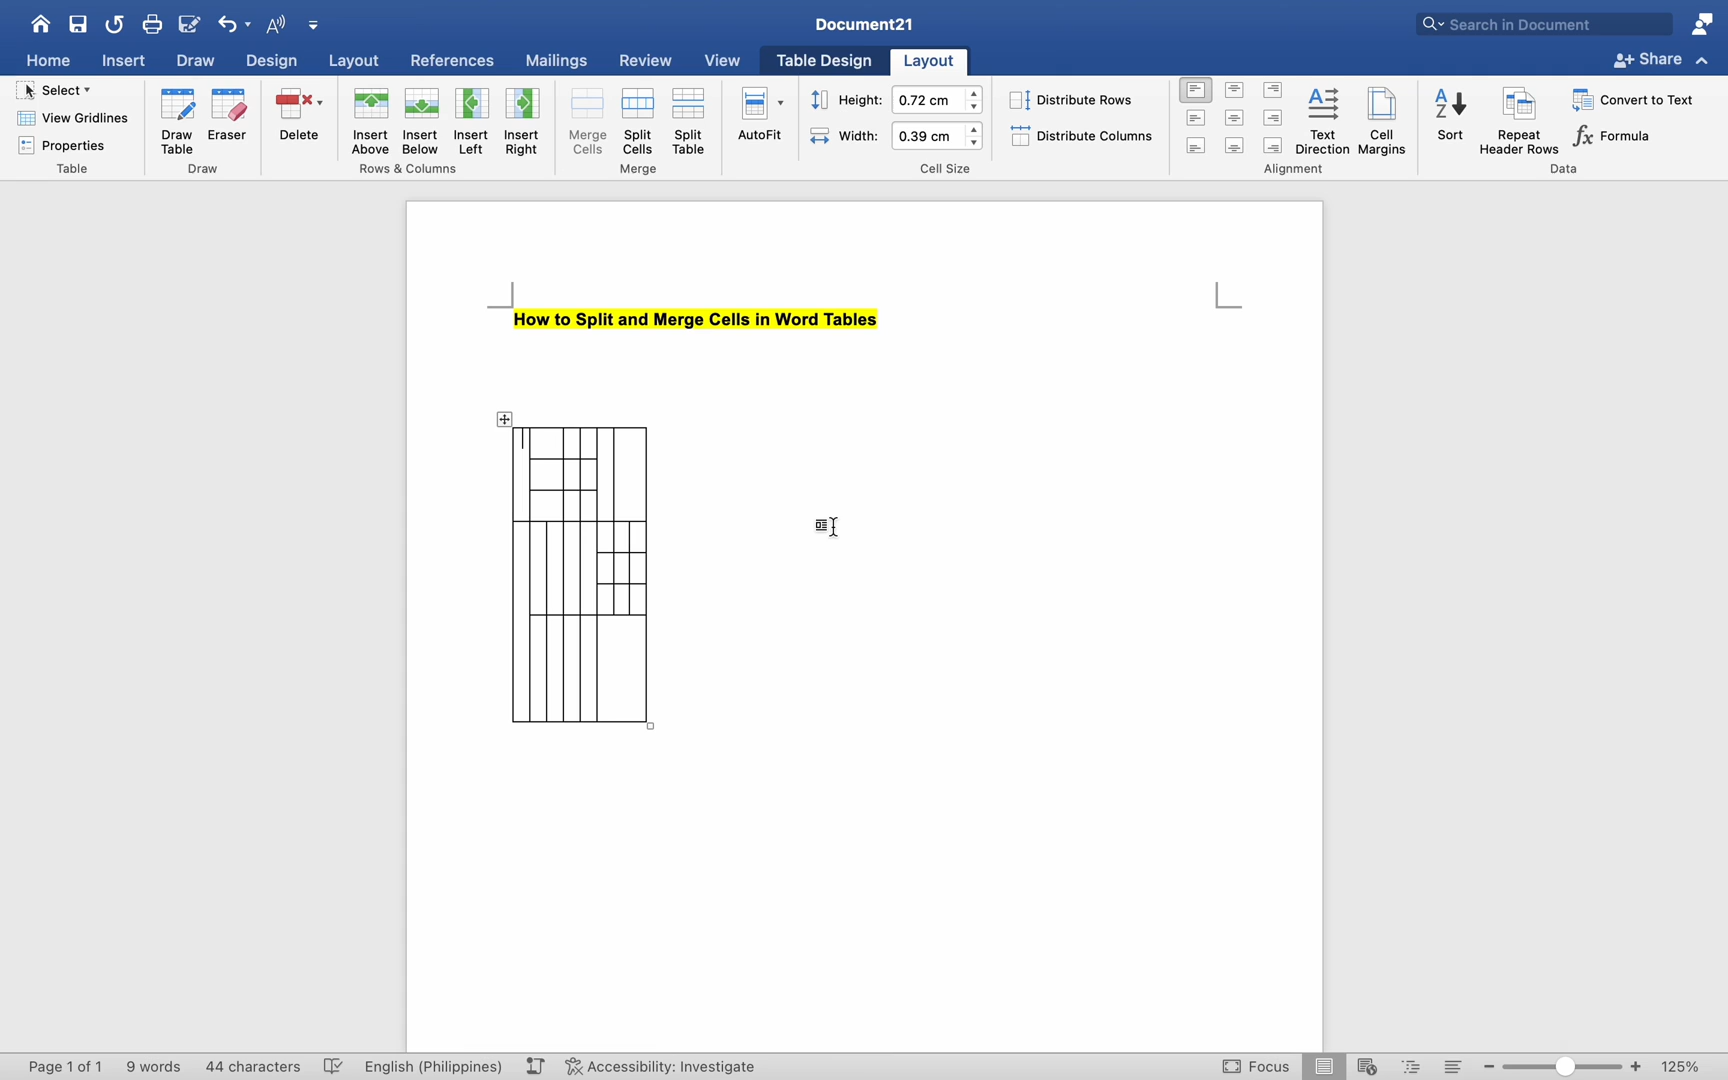 Document21
Search in Document
Home Insert Draw Design Layout References Mailings Review View Table Design Layout Share
Select
View Gridlines
Properties
Table
Draw Table
Eraser
Draw
Delete
Insert Above
Insert Below
Insert Left
Insert Right
Rows & Columns
Merge Cells
Split Cells
Split Table
Merge
AutoFit
Height: 0.72 cm
Width: 0.39 cm
Distribute Rows
Distribute Columns
Cell Size
Text Direction
Cell Margins
Alignment
Sort
Repeat Header Rows
Convert to Text
Formula
Data
How to Split and Merge Cells in Word Tables
Page 1 of 1 9 words 44 characters English (Philippines) Accessibility: Investigate Focus 125%